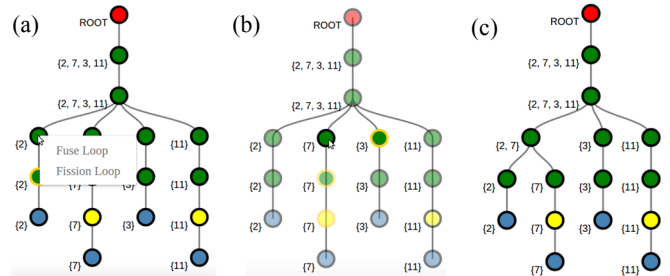 (a)
ROOT
{2, 7, 3, 11}
{2, 7, 3, 11}
{2} {11}
Fuse Loop
Fission Loop
{2} {7} {3} {11}
{2} {7} {3} {11}
{7} {11}
(b)
ROOT
{2, 7, 3, 11}
{2, 7, 3, 11}
{2} {7} {3} {11}
{2} {7} {3} {11}
{2} {7} {3} {11}
{7} {11}
(c)
ROOT
{2, 7, 3, 11}
{2, 7, 3, 11}
{2, 7} {3} {11}
{2} {7} {3} {11}
{2} {7} {3} {11}
{7} {11}